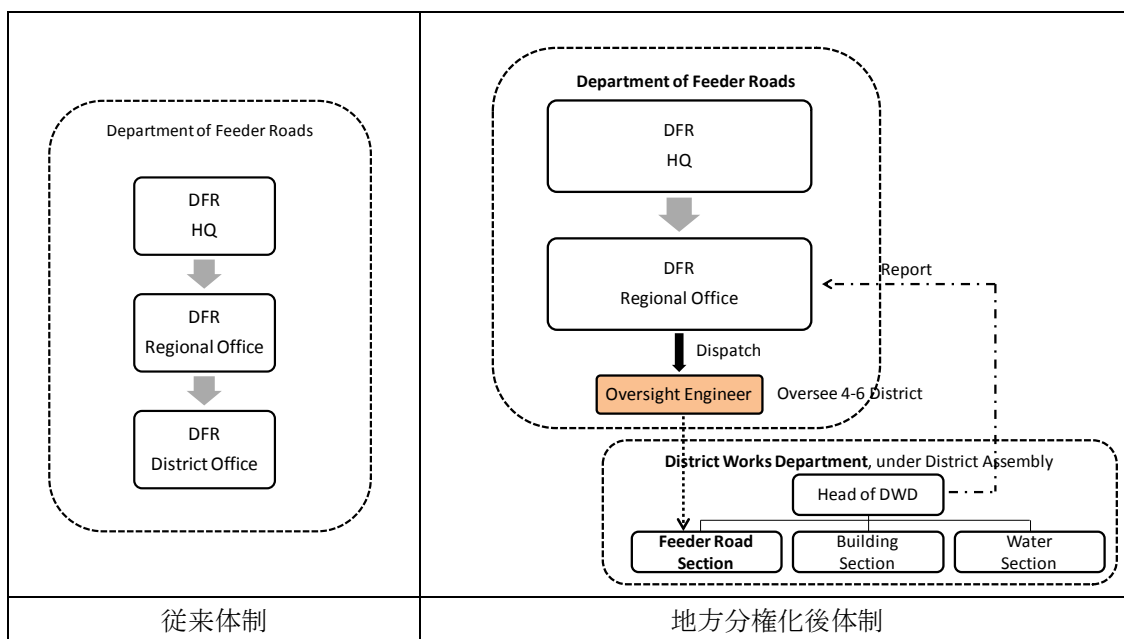 Department of Feeder Roads
DFR
HQ
DFR
Regional Office
DFR
District Office
従来体制
Department of Feeder Roads
DFR
HQ
DFR
Regional Office
Report
Dispatch
Oversight Engineer
Oversee 4-6 District
District Works Department, under District Assembly
Head of DWD
Feeder Road
Section
Building
Section
Water
Section
地方分権化後体制